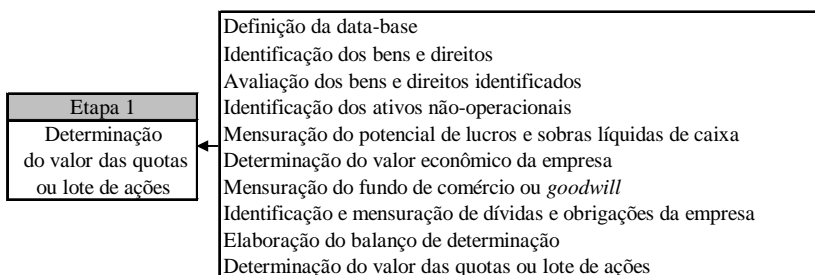 Etapa 1
Determinação
do valor das quotas
ou lote de ações
Definição da data-base
Identificação dos bens e direitos
Avaliação dos bens e direitos identificados
Identificação dos ativos não-operacionais
Mensuração do potencial de lucros e sobras líquidas de caixa
Determinação do valor econômico da empresa
Mensuração do fundo de comércio ou goodwill
Identificação e mensuração de dívidas e obrigações da empresa
Elaboração do balanço de determinação
Determinação do valor das quotas ou lote de ações